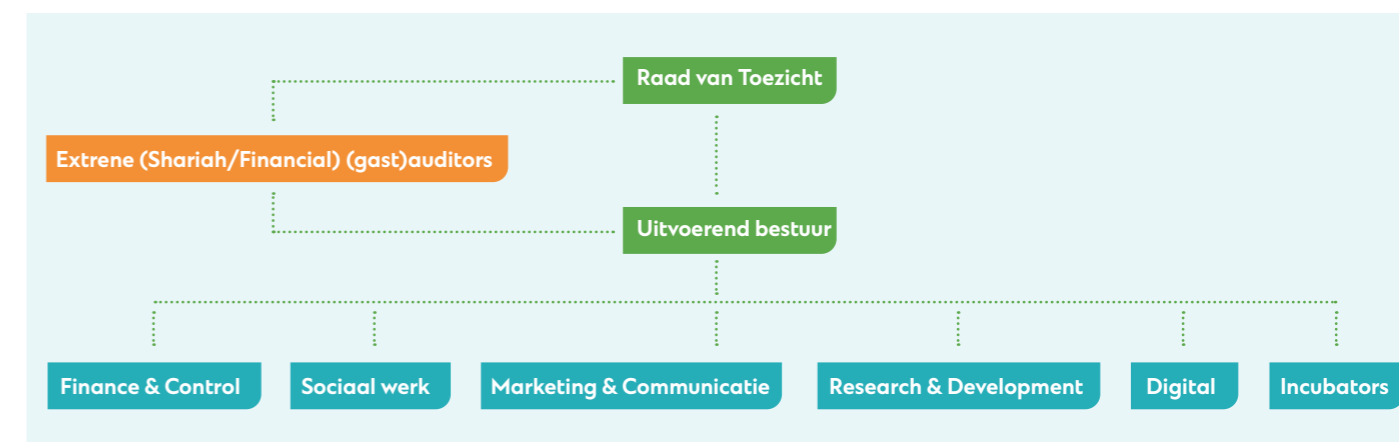 Raad van Toezicht
Extrene (Shariah/Financial) (gast)auditors
Uitvoerend bestuur
Finance & Control
Sociaal werk
Marketing & Communicatie
Research & Development
Digital
Incubators